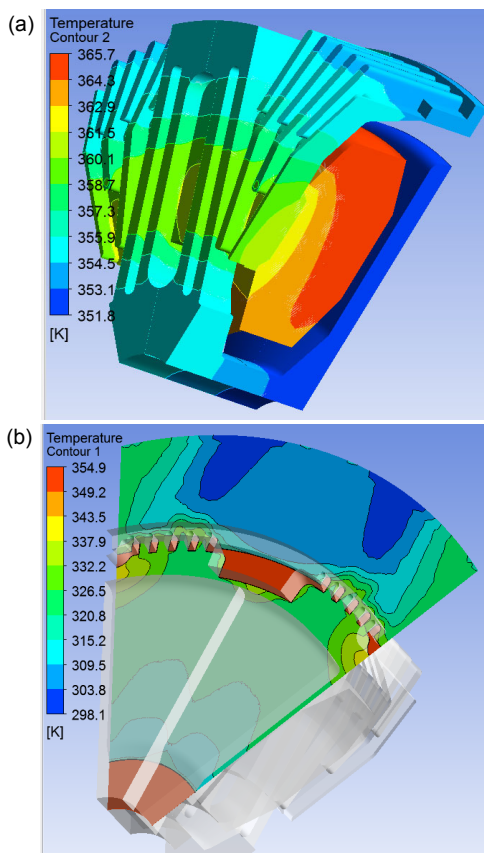 (a)
Temperature
Contour 2
365.7
364.3
362.9
361.5
360.1
358.7
357.3
355.9
354.5
353.1
351.8
[K]
(b)
Temperature
Contour 1
354.9
349.2
343.5
337.9
332.2
326.5
320.8
315.2
309.5
303.8
298.1
[K]